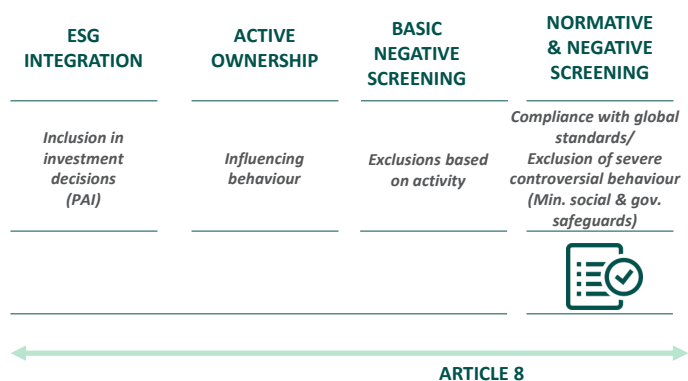 ESG
INTEGRATION
ACTIVE
OWNERSHIP
BASIC
NEGATIVE
SCREENING
NORMATIVE
& NEGATIVE
SCREENING
Inclusion in
investment
decisions
(PAI)
Influencing
behaviour
Exclusions based
on activity
Compliance with global
standards/
Exclusion of severe
controversial behaviour
(Min. social & gov.
safeguards)
ARTICLE 8